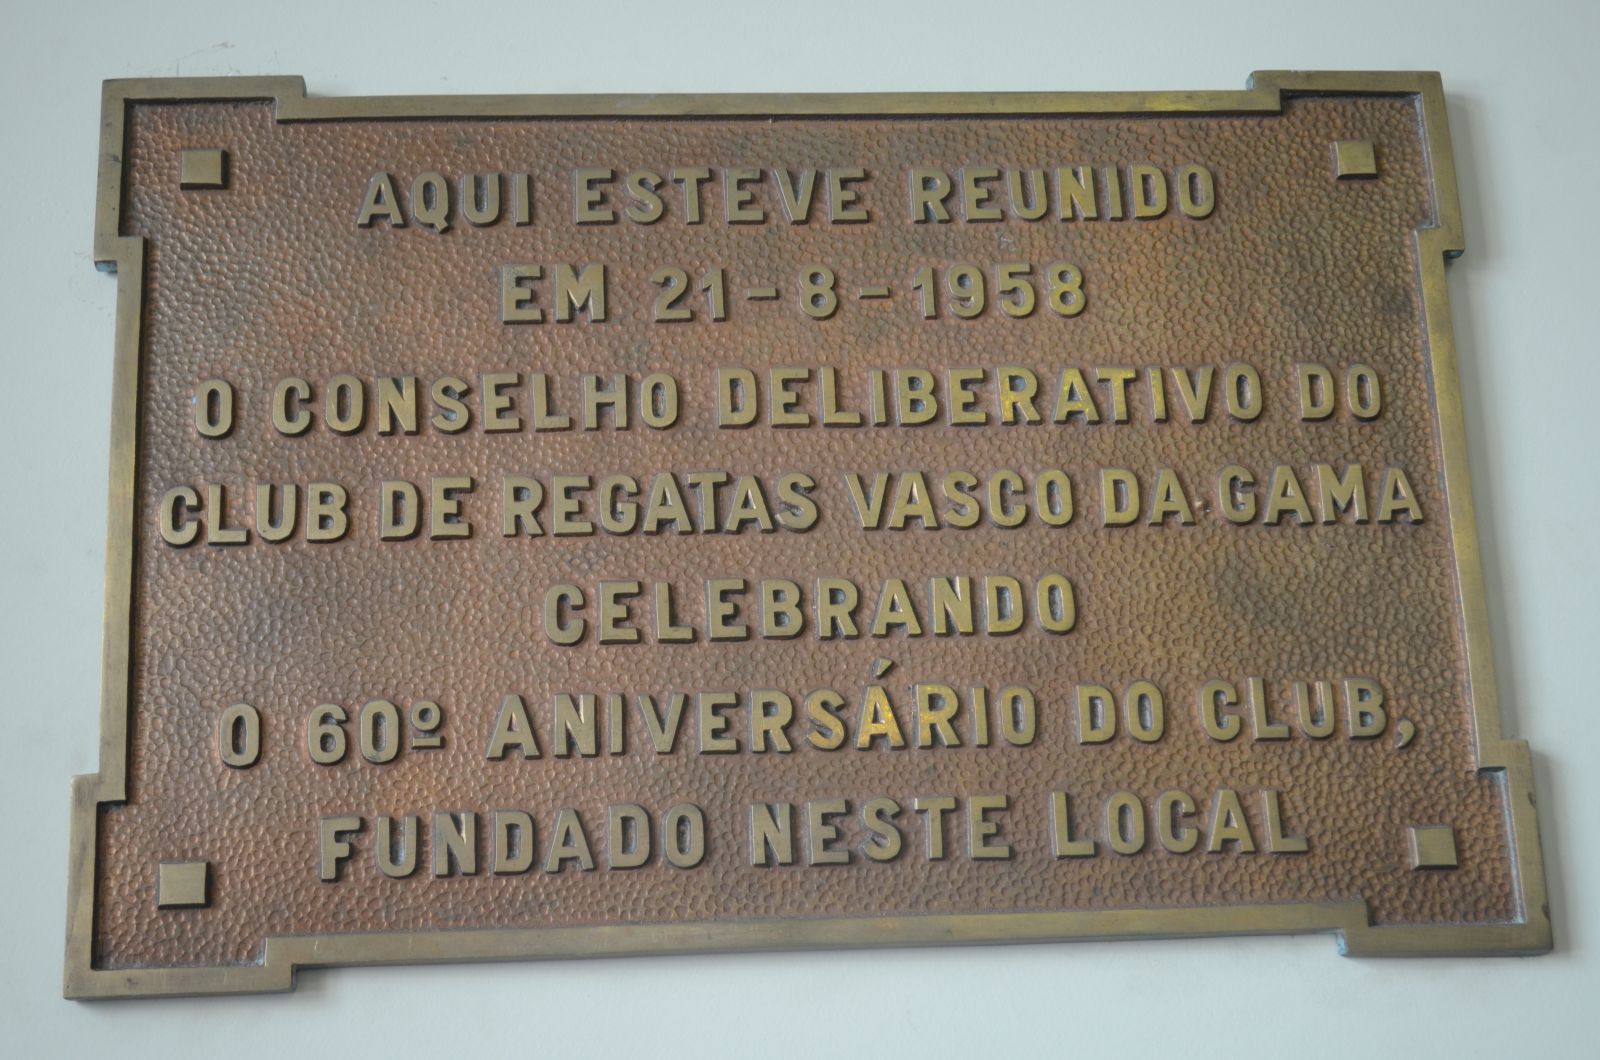 AQUI ESTEVE REUNIDO
EM 21-8-1958
O CONSELHO DELIBERATIVO DO
CLUB DE REGATAS VASCO DA GAMA
CELEBRANDO
O 60º ANIVERSÁRIO DO CLUB,
FUNDADO NESTE LOCAL